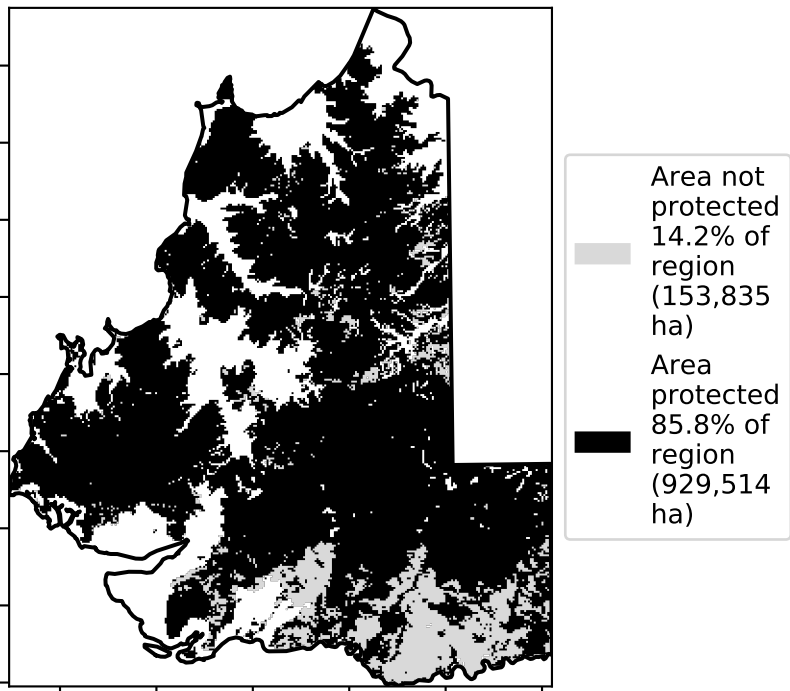 Area not
protected
14.2% of
region
(153,835
ha)
Area
protected
85.8% of
region
(929,514
ha)